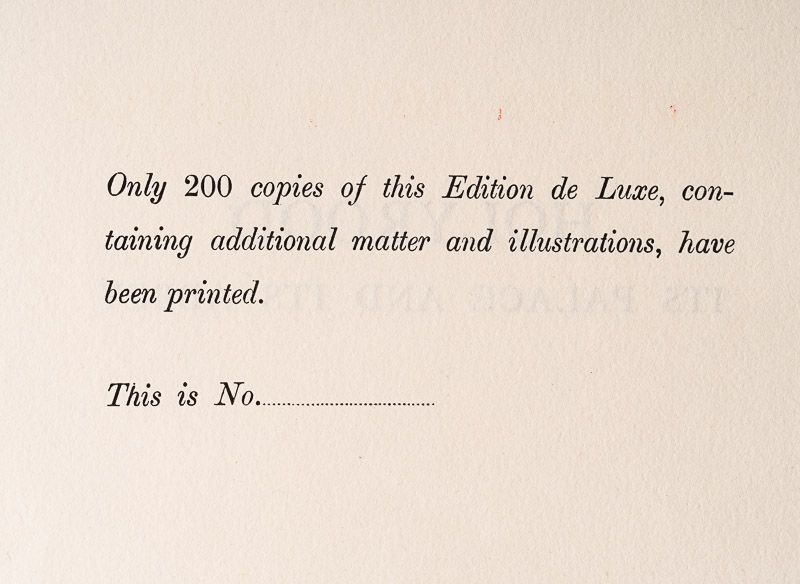 Only 200 copies of this Edition de Luxe, con-
taining additional matter and illustrations, have
been printed.
This is No..................................